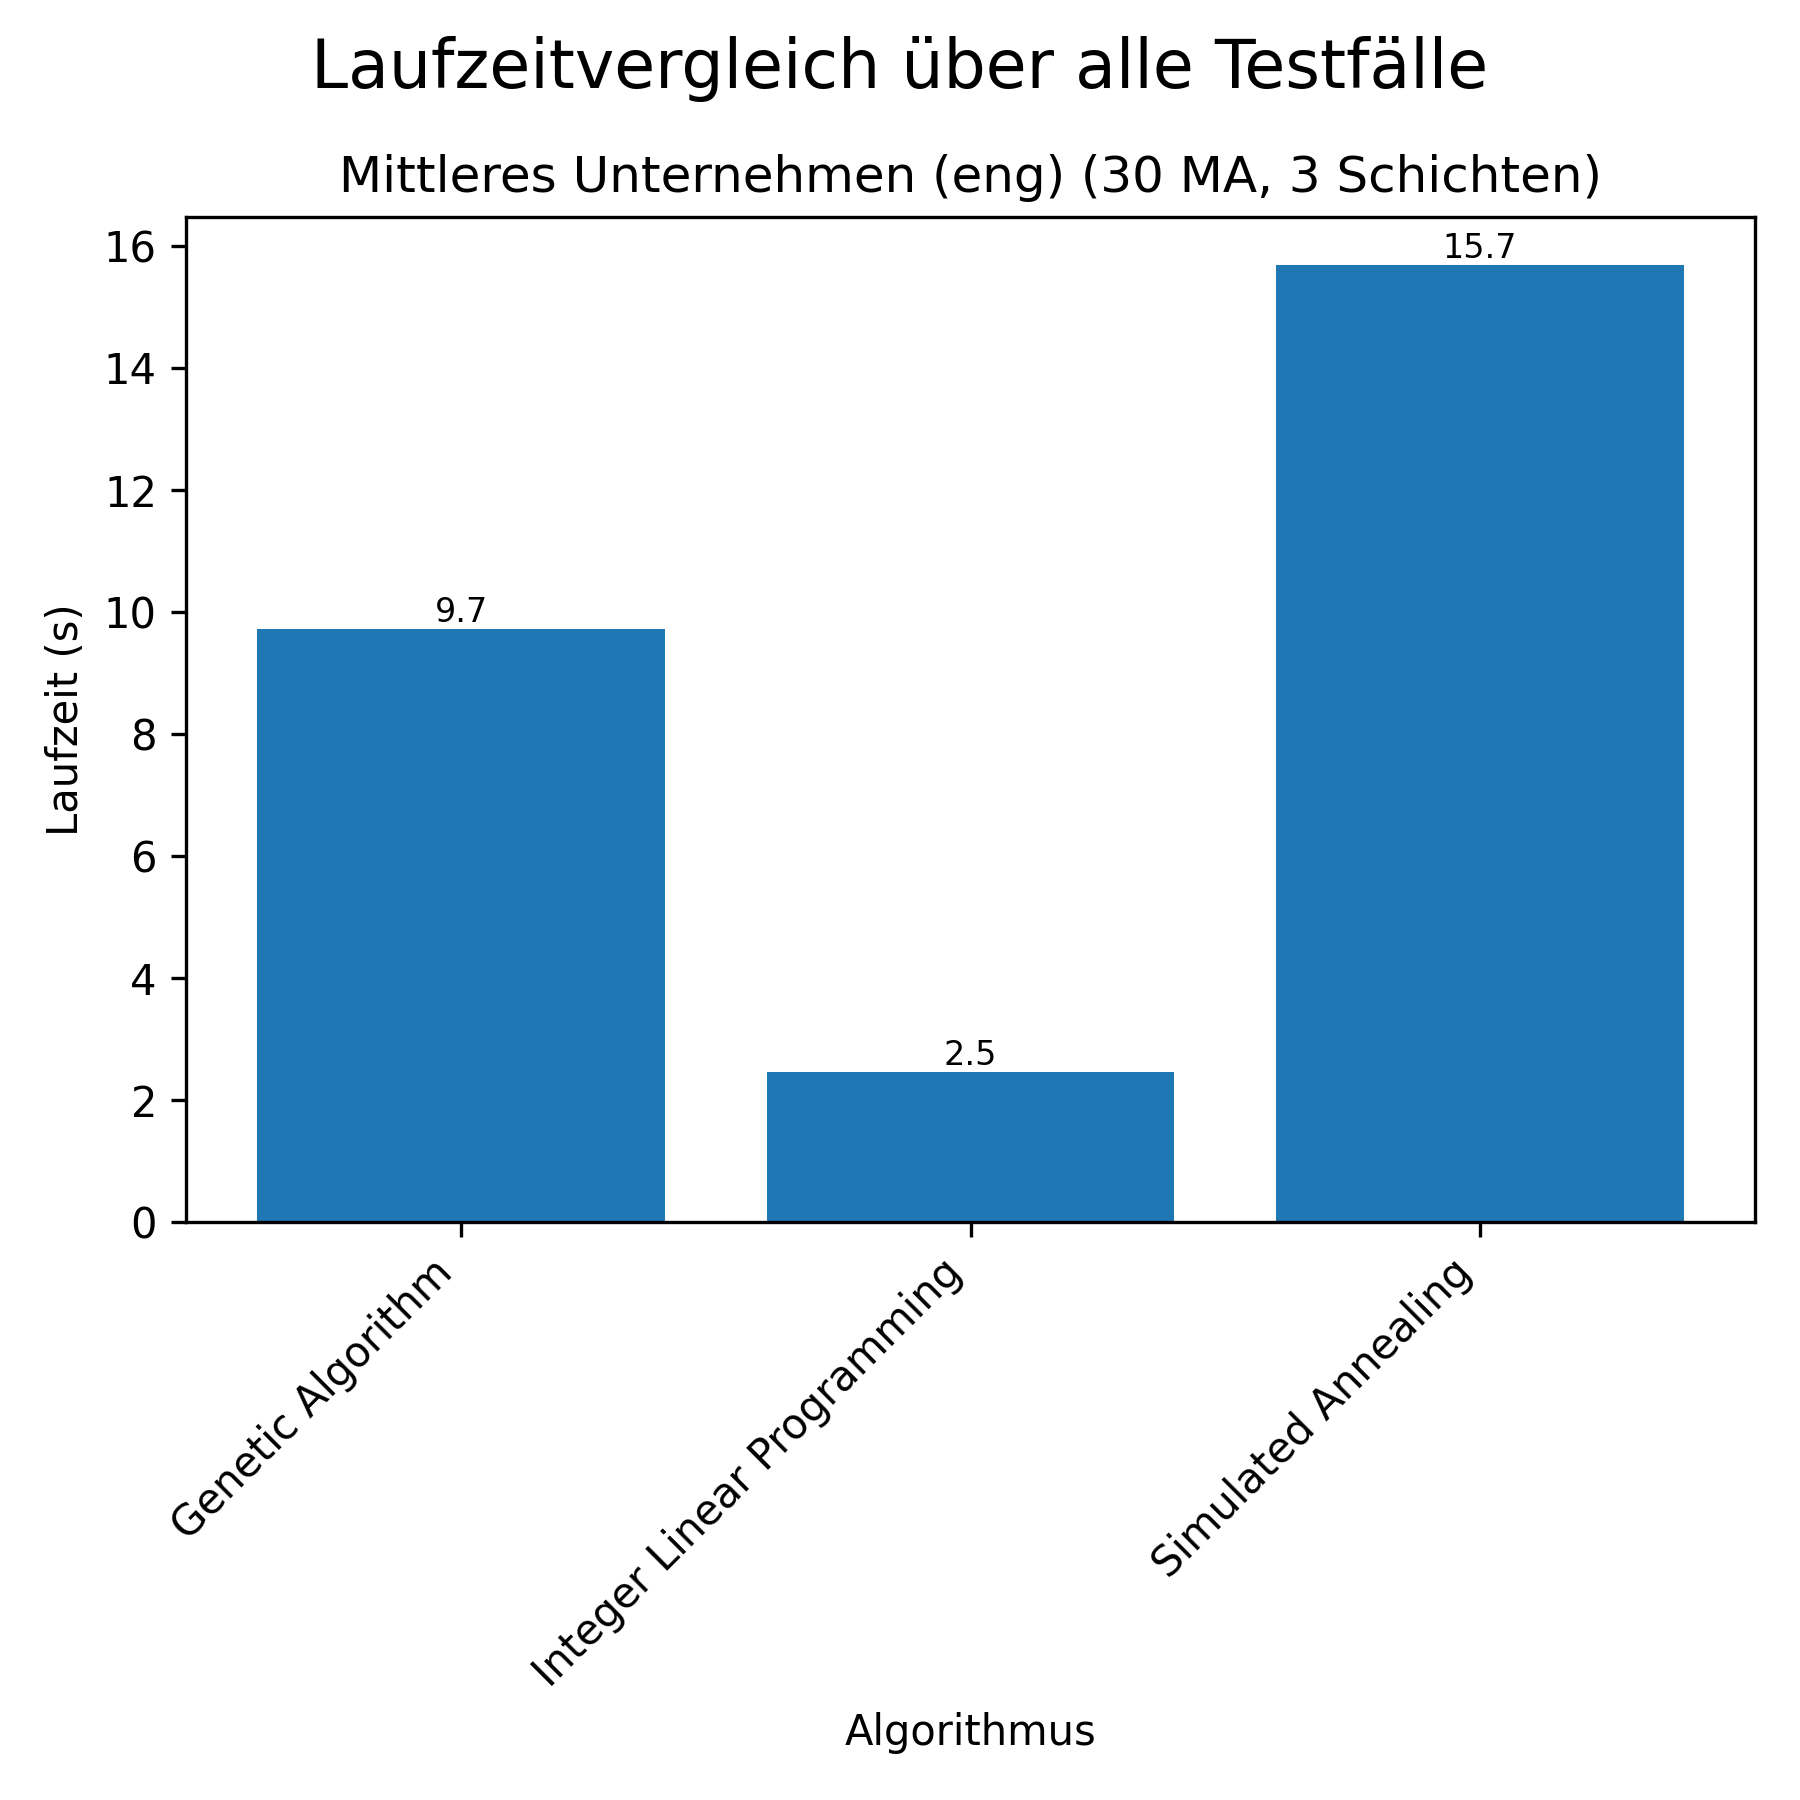 Laufzeitvergleich über alle Testfälle
Mittleres Unternehmen (eng) (30 MA, 3 Schichten)
Laufzeit (s)
16
14
12
10
8
6
4
2
0
9.7
2.5
15.7
Genetic Algorithm
Integer Linear Programming
Simulated Annealing
Algorithmus